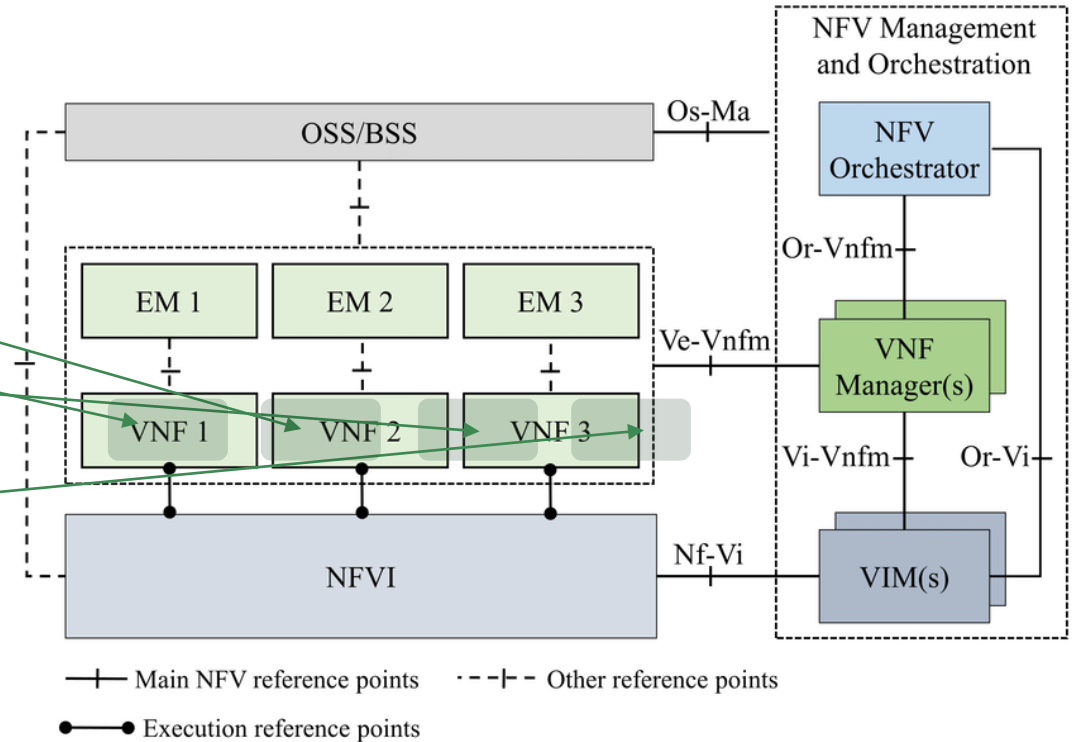 NFV Management
and Orchestration
Os-Ma
OSS/BSS
NFV
Orchestrator
Or-Vnfm
EM 1
EM 2
EM 3
Ve-Vnfm
VNF
Manager(s)
VNF 1
VNF 2
VNF 3
Vi-Vnfm
Or-Vi
Nf-Vi
NFVI
VIM(s)
Main NFV reference points
Other reference points
Execution reference points